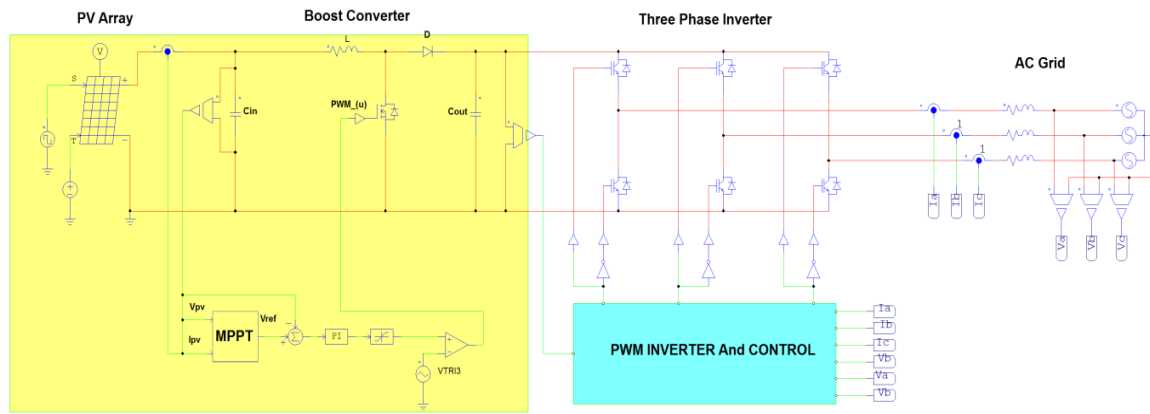 PV Array
Boost Converter
Three Phase Inverter
AC Grid
V
S
+
T
−
L
D
Cin
PWM_(u)
Cout
1
1
Ia
Ib
Ic
Va
Vb
Vc
Vpv
Ipv
MPPT
Vref
−
+
Σ
PI
+
−
VTRI3
PWM INVERTER And CONTROL
Ia
Ib
Ic
Vb
Va
Vb